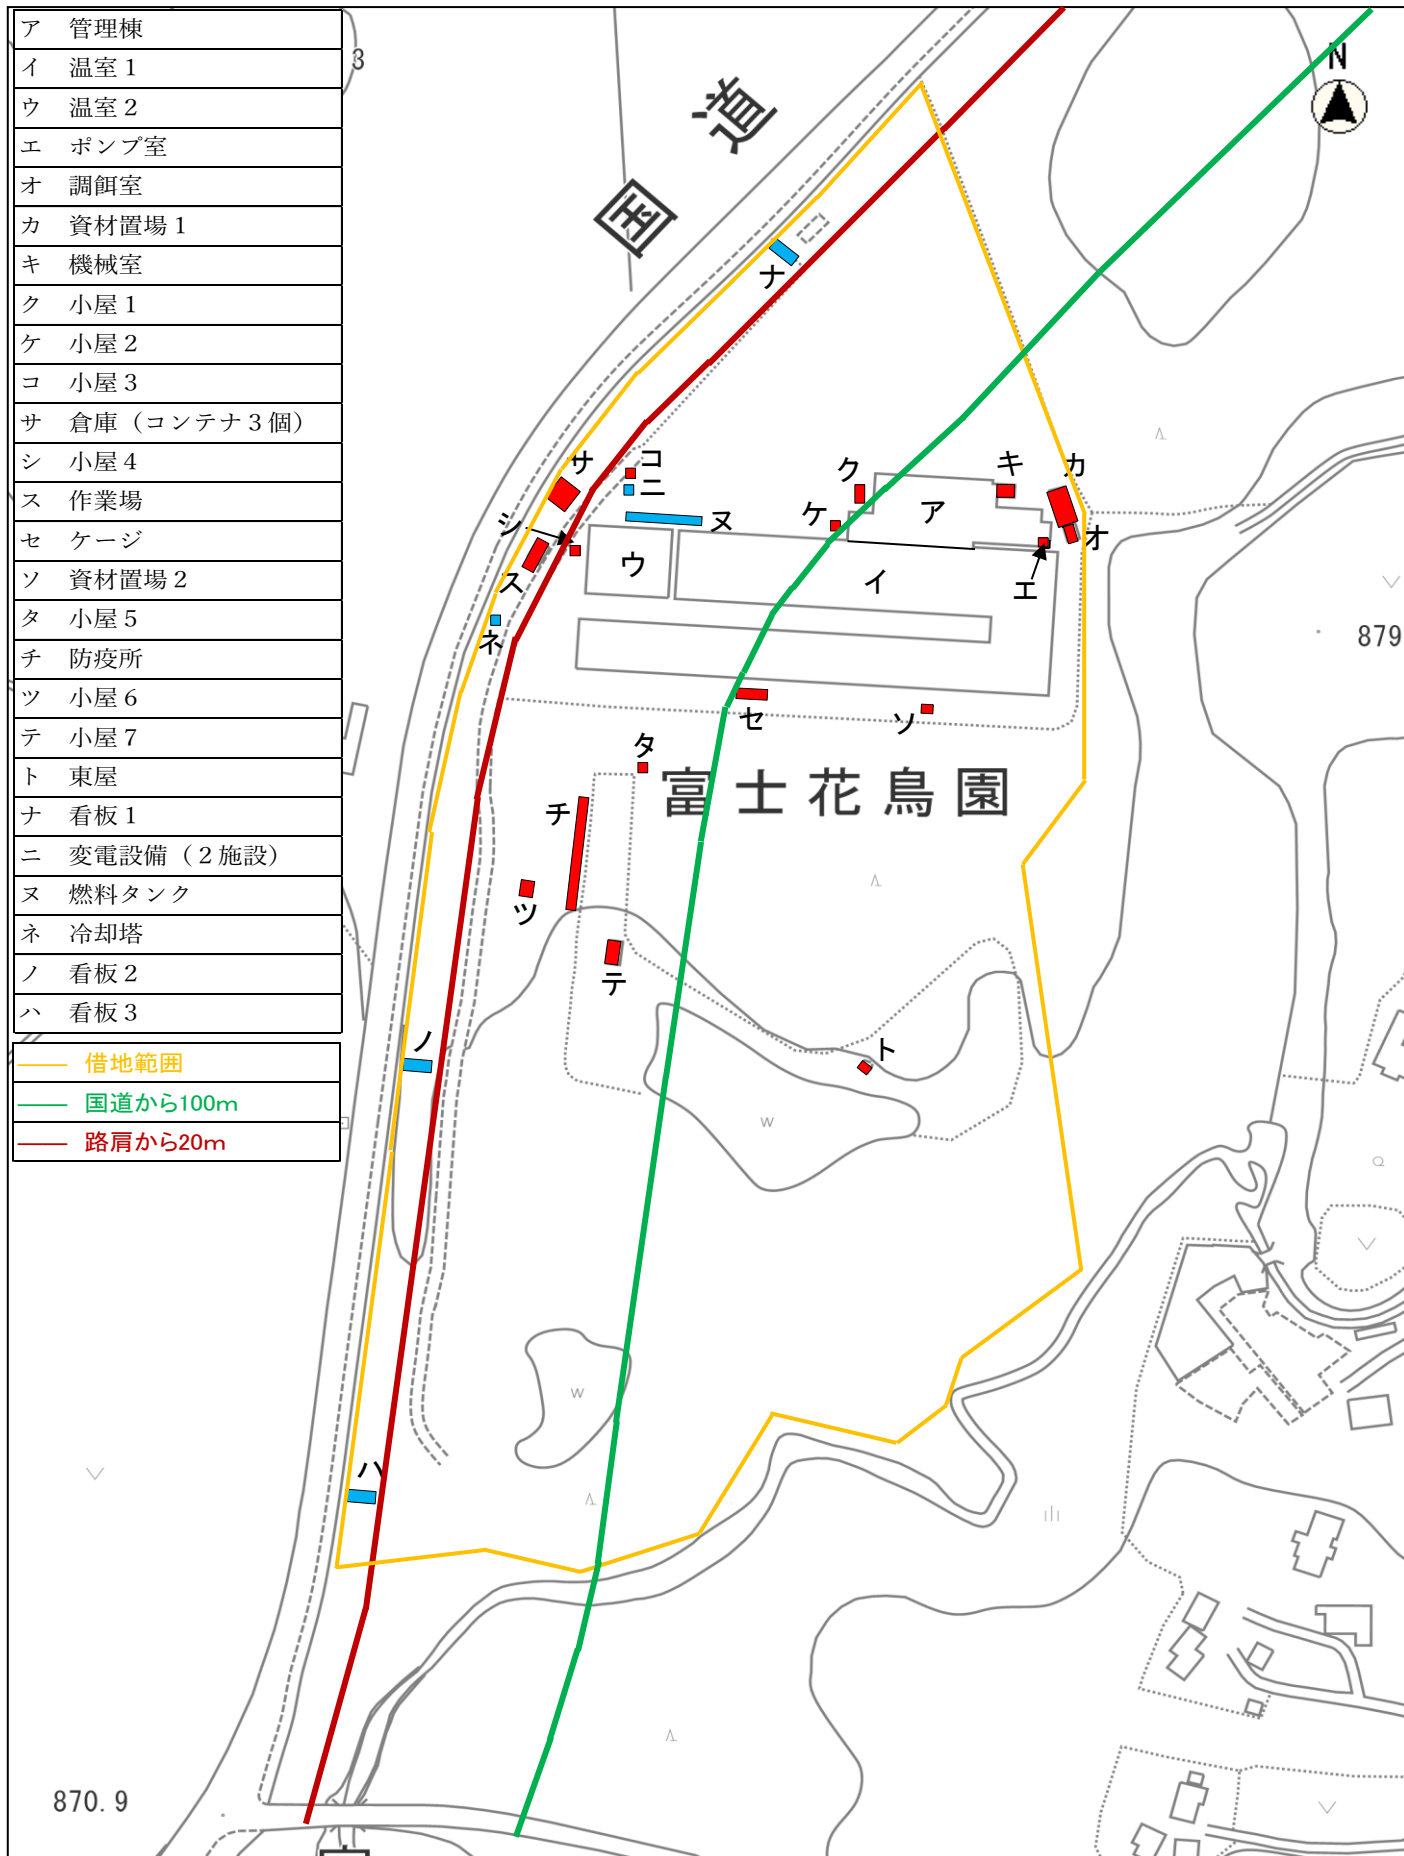 ア 管理棟
イ 温室１
ウ 温室２
エ ポンプ室
オ 調餌室
カ 資材置場１
キ 機械室
ク 小屋１
ケ 小屋２
コ 小屋３
サ 倉庫（コンテナ３個）
シ 小屋４
ス 作業場
セ ケージ
ソ 資材置場２
タ 小屋５
チ 防疫所
ツ 小屋６
テ 小屋７
ト 東屋
ナ 看板１
ニ 変電設備（２施設）
ヌ 燃料タンク
ネ 冷却塔
ノ 看板２
ハ 看板３
借地範囲
国道から100m
路肩から20m
3
国道
N
ナ
サ
コ
ニ
ヌ
シ
ス
ネ
ウ
ク
ケ
ア
イ
キ
カ
オ
エ
879
セ
ソ
タ
富士花鳥園
チ
ツ
テ
ト
W
ノ
Q
W
ハ
870.9